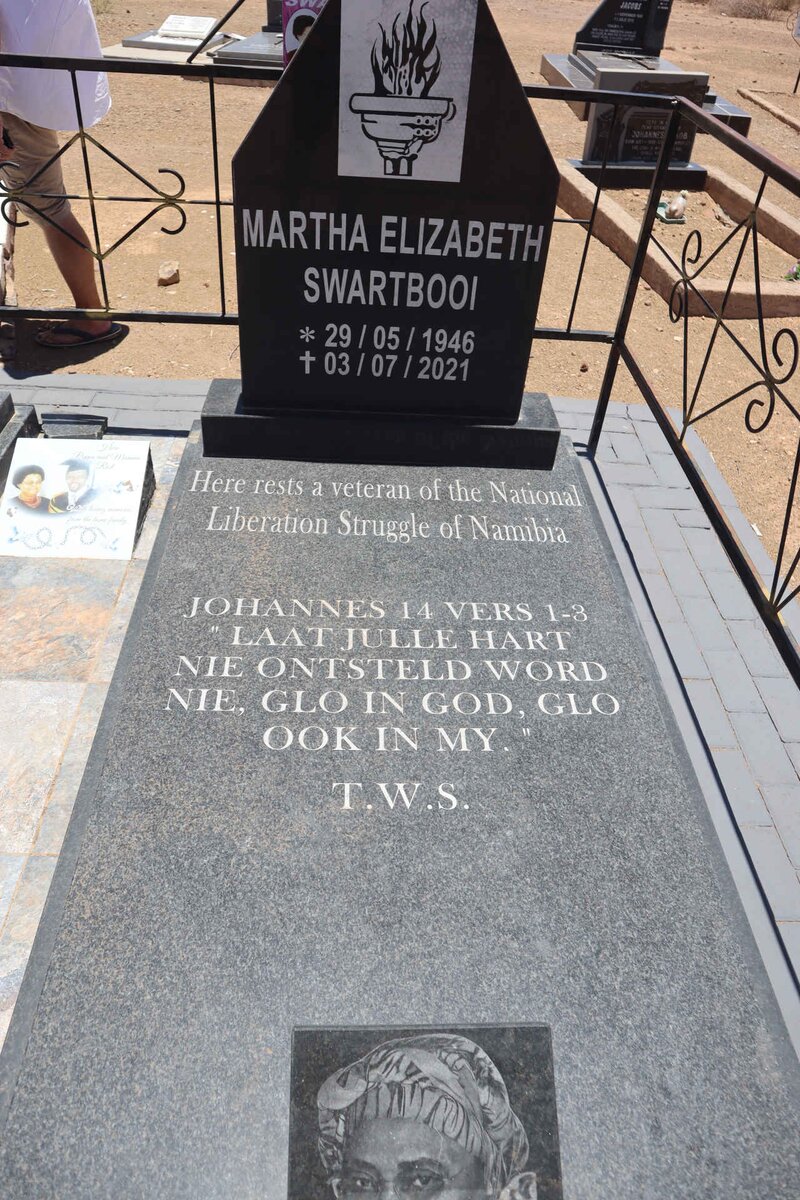 MARTHA ELIZABETH
SWARTBOOI
* 29 / 05 / 1946
† 03 / 07 / 2021
Here rests a veteran of the National
Liberation Struggle of Namibia
JOHANNES 14 VERS 1-3
" LAAT JULLE HART
NIE ONTSTELD WORD
NIE, GLO IN GOD, GLO
OOK IN MY. "
T.W.S.
JACOBS
JOHANNES